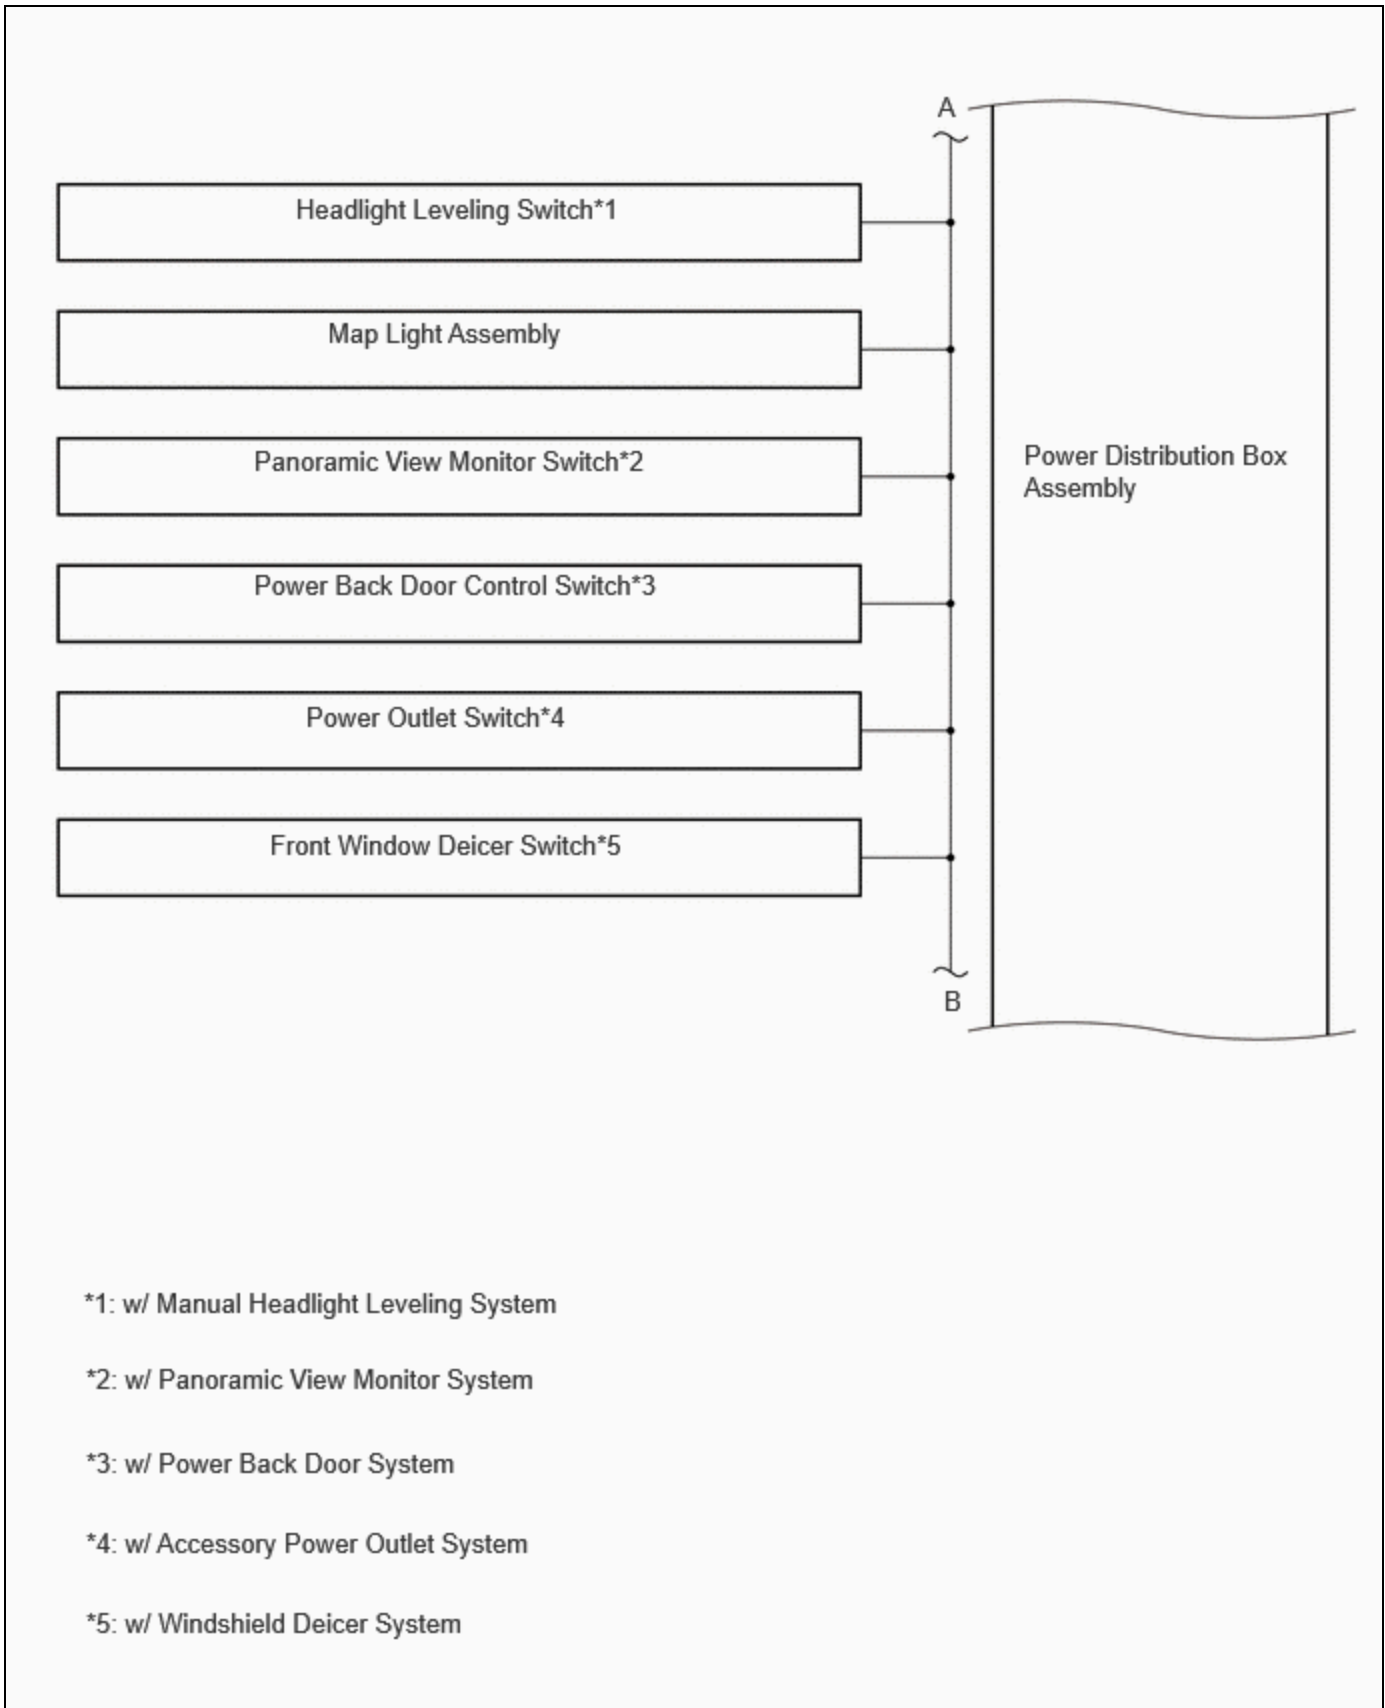 A
Headlight Leveling Switch*1
Map Light Assembly
Panoramic View Monitor Switch*2
Power Distribution Box
Assembly
Power Back Door Control Switch*3
Power Outlet Switch*4
Front Window Deicer Switch*5
B
*1: w/ Manual Headlight Leveling System
*2: w/ Panoramic View Monitor System
*3: w/ Power Back Door System
*4: w/ Accessory Power Outlet System
*5: w/ Windshield Deicer System